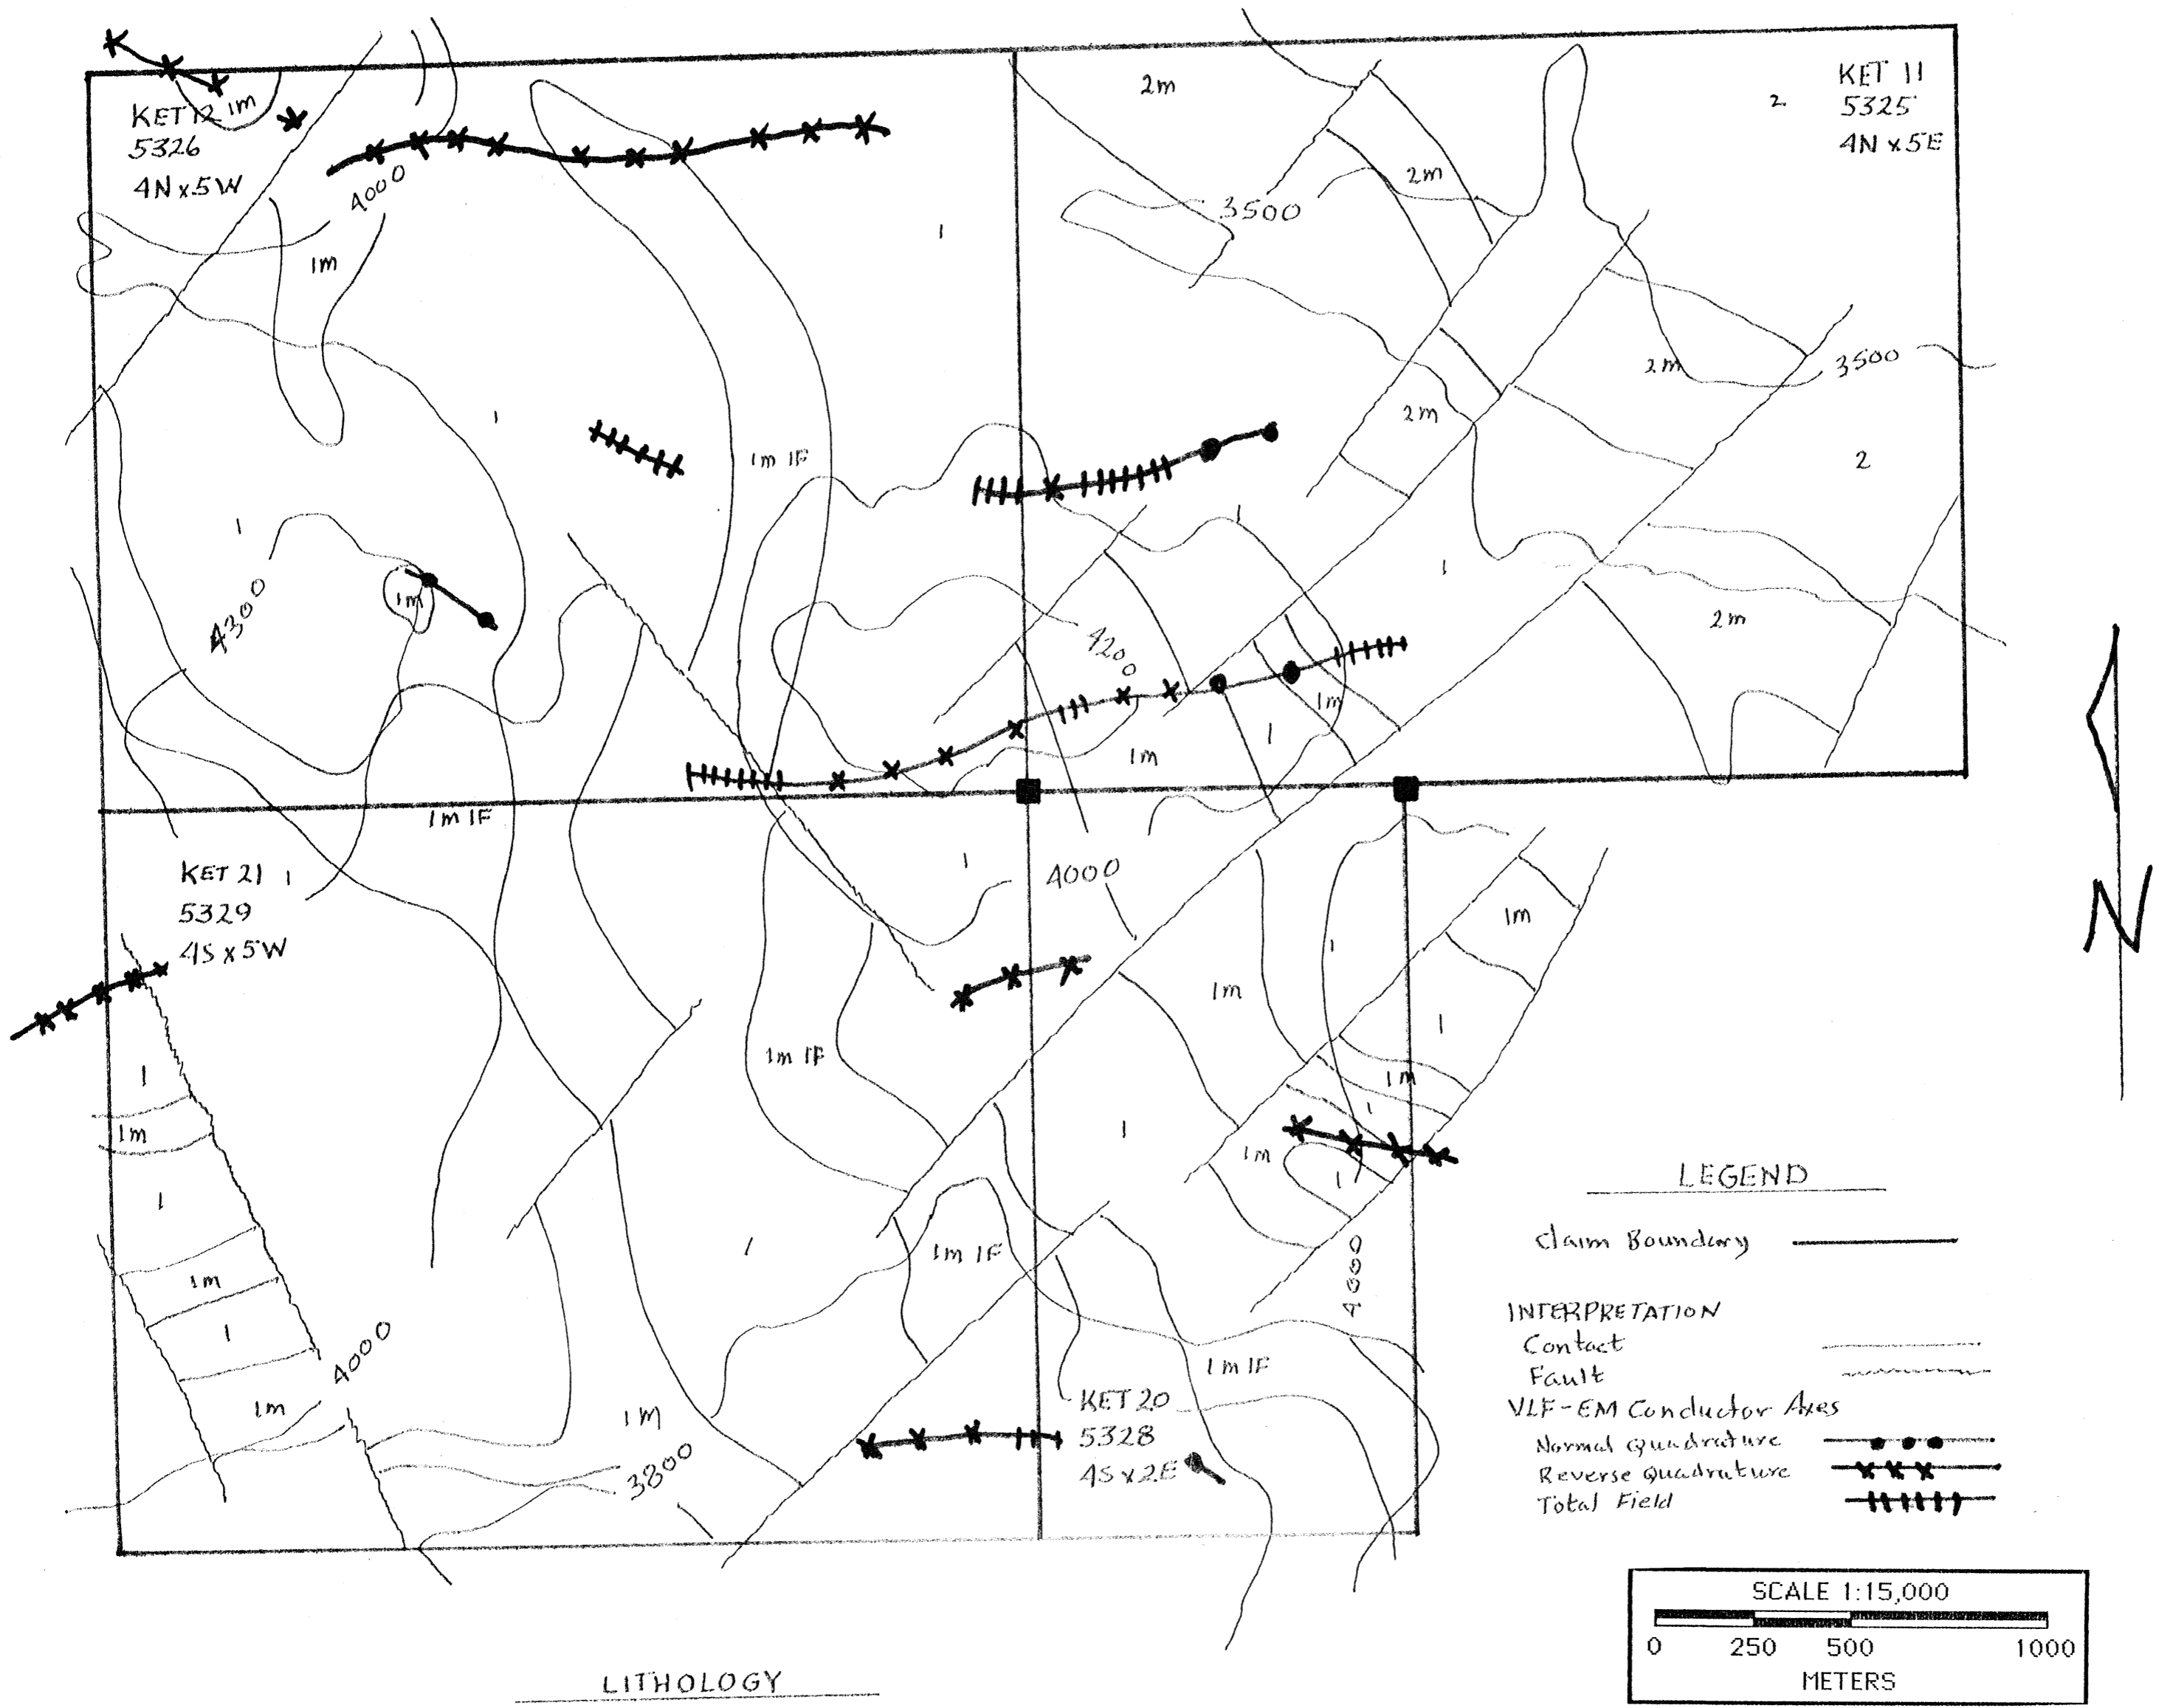 KET 12
5326
4N x 5W
1m
KET 11
5325
4N x 5E
2m
2
2m
4000
3500
1
1m
3500
2m
2m
1
1m IF
2
1
1
1
4300
1m
2m
4200
1m
1m
1
1m IF
KET 21
5329
4S x 5W
1
1
4000
1m
1
1m
1m IF
1
1
1m
1m
1
1
1m
1
1
1m IF
1m
1
4000
4000
1m
1m
3800
1m IF
KET 20
5328
4S x 2E
LEGEND
Claim Boundary
INTERPRETATION
Contact
Fault
VLF-EM Conductor Axes
Normal Quadrature
Reverse Quadrature
Total Field
N
SCALE 1:15,000
0 250 500 1000
METERS
LITHOLOGY